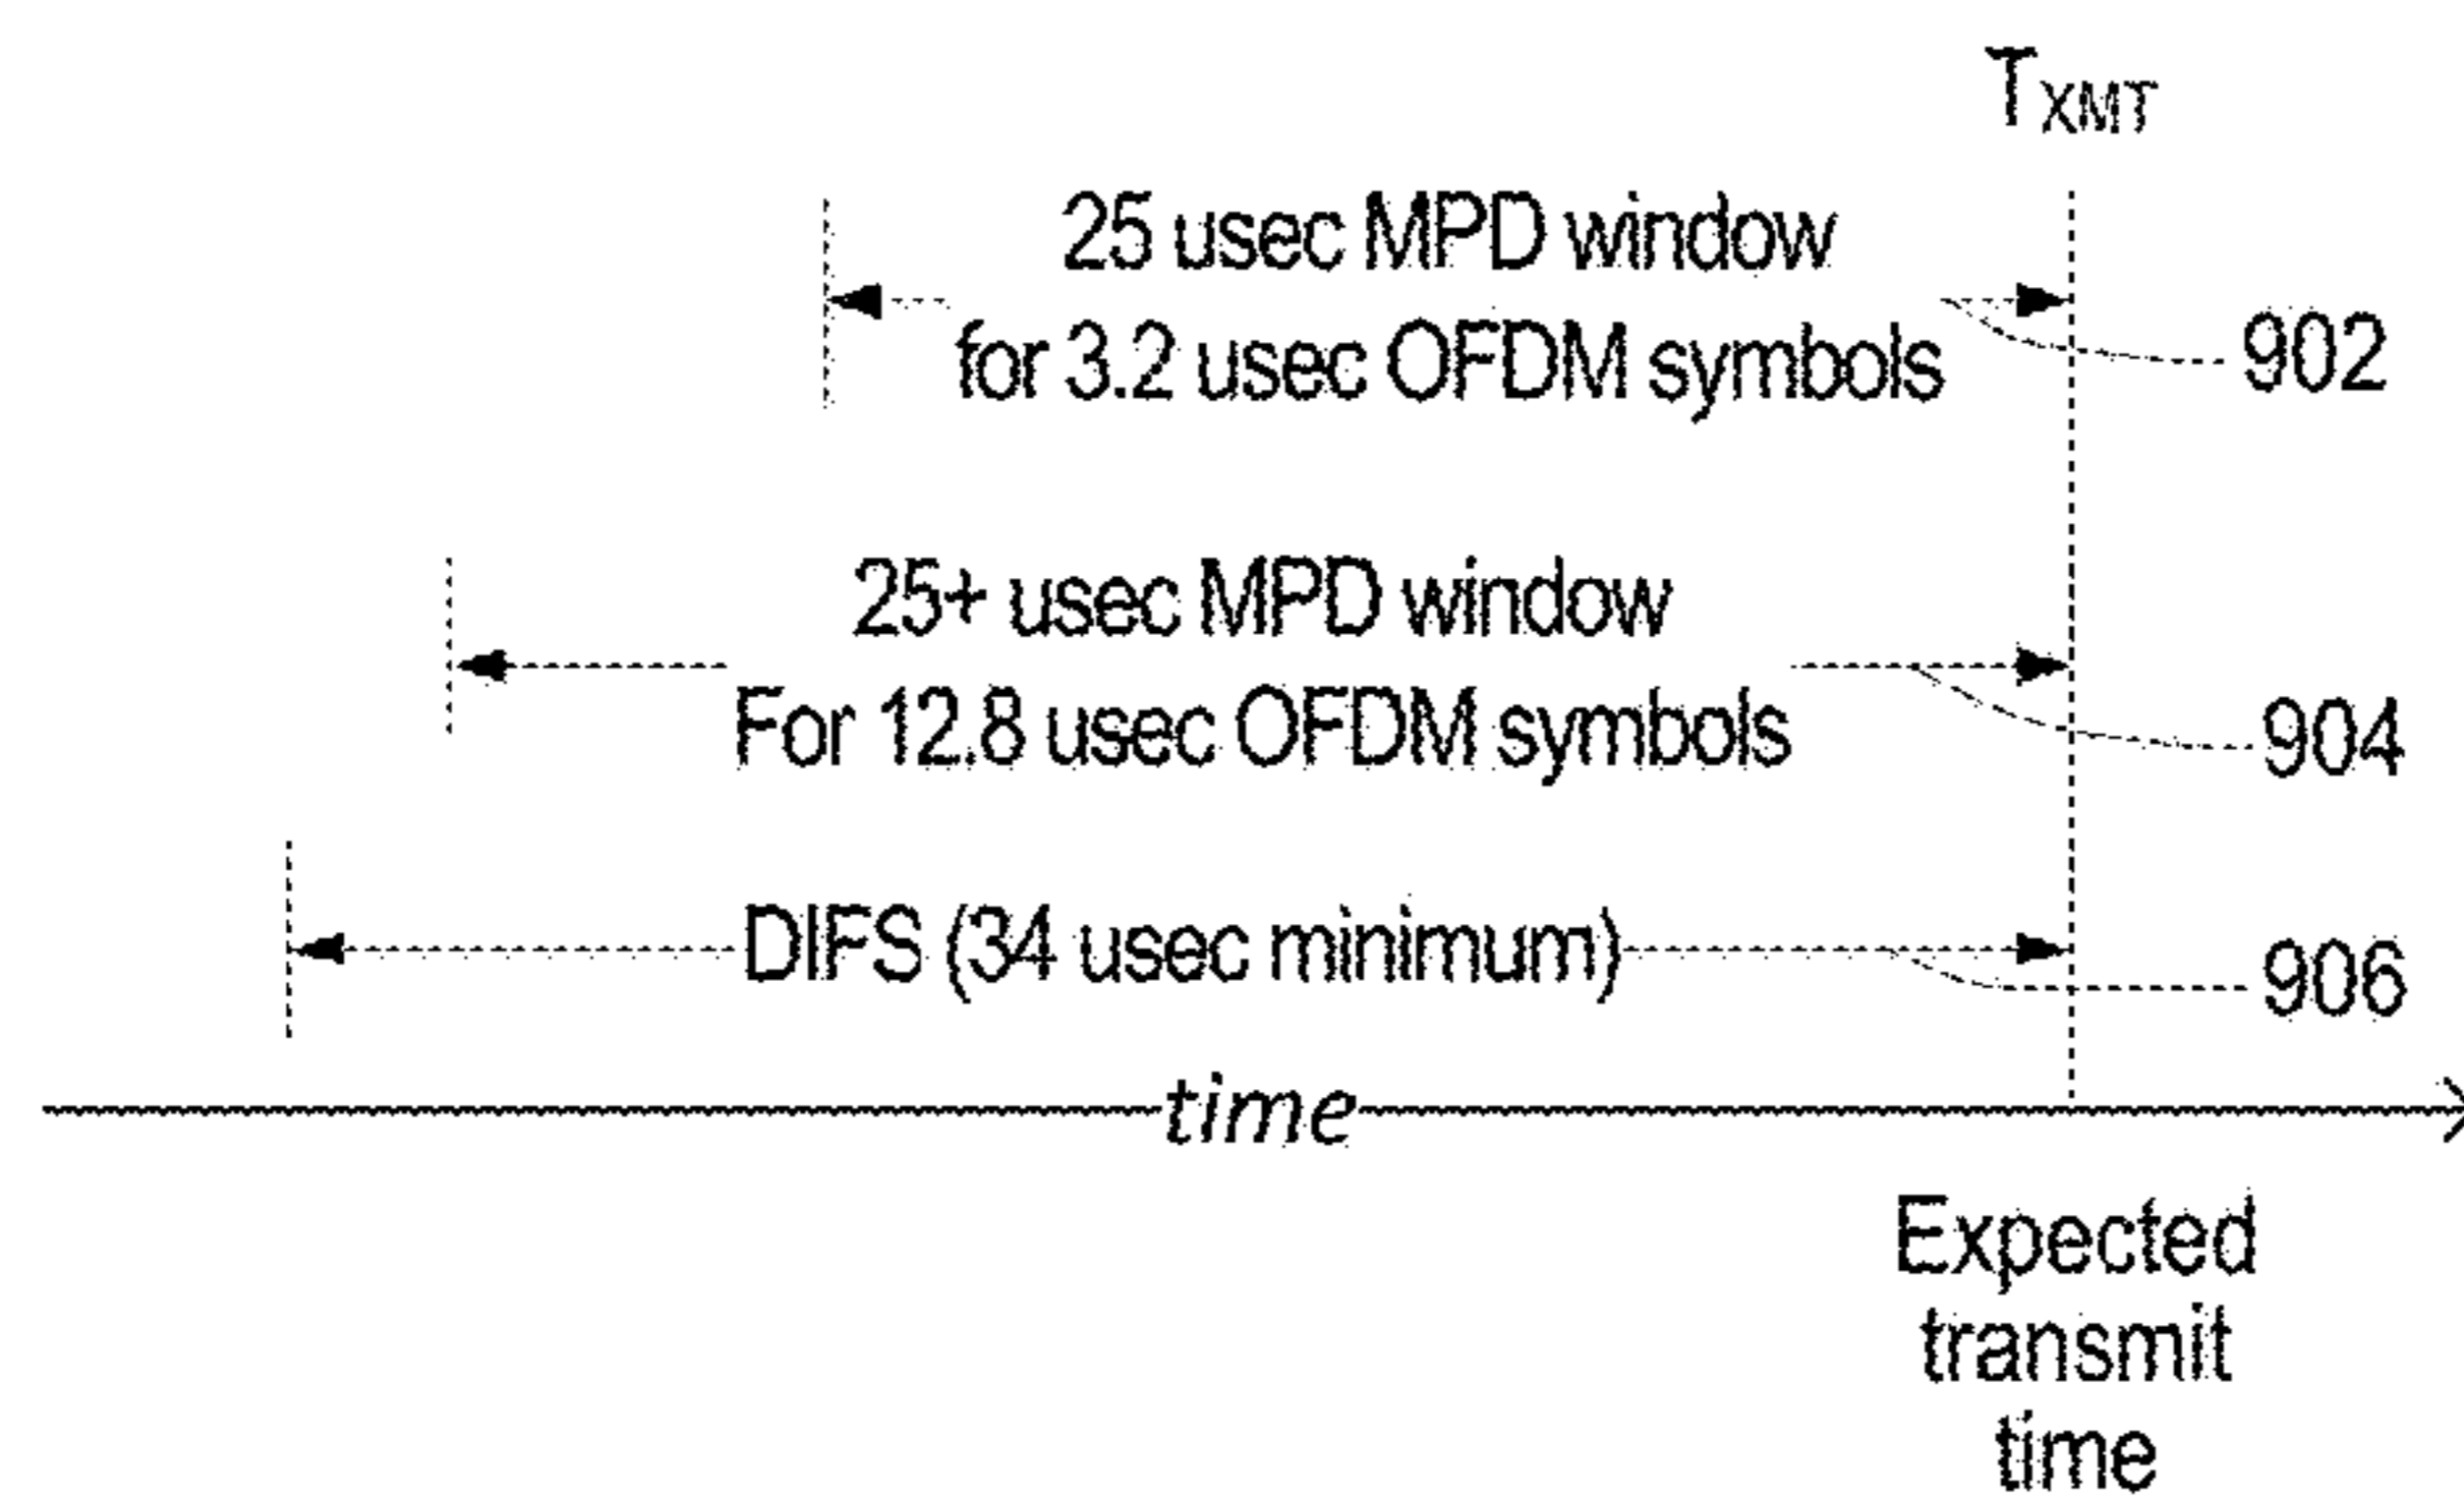 T_XMT
25 usec MPD window
for 3.2 usec OFDM symbols
902
25+ usec MPD window
For 12.8 usec OFDM symbols
904
DIFS (34 usec minimum)
906
time
Expected
transmit
time